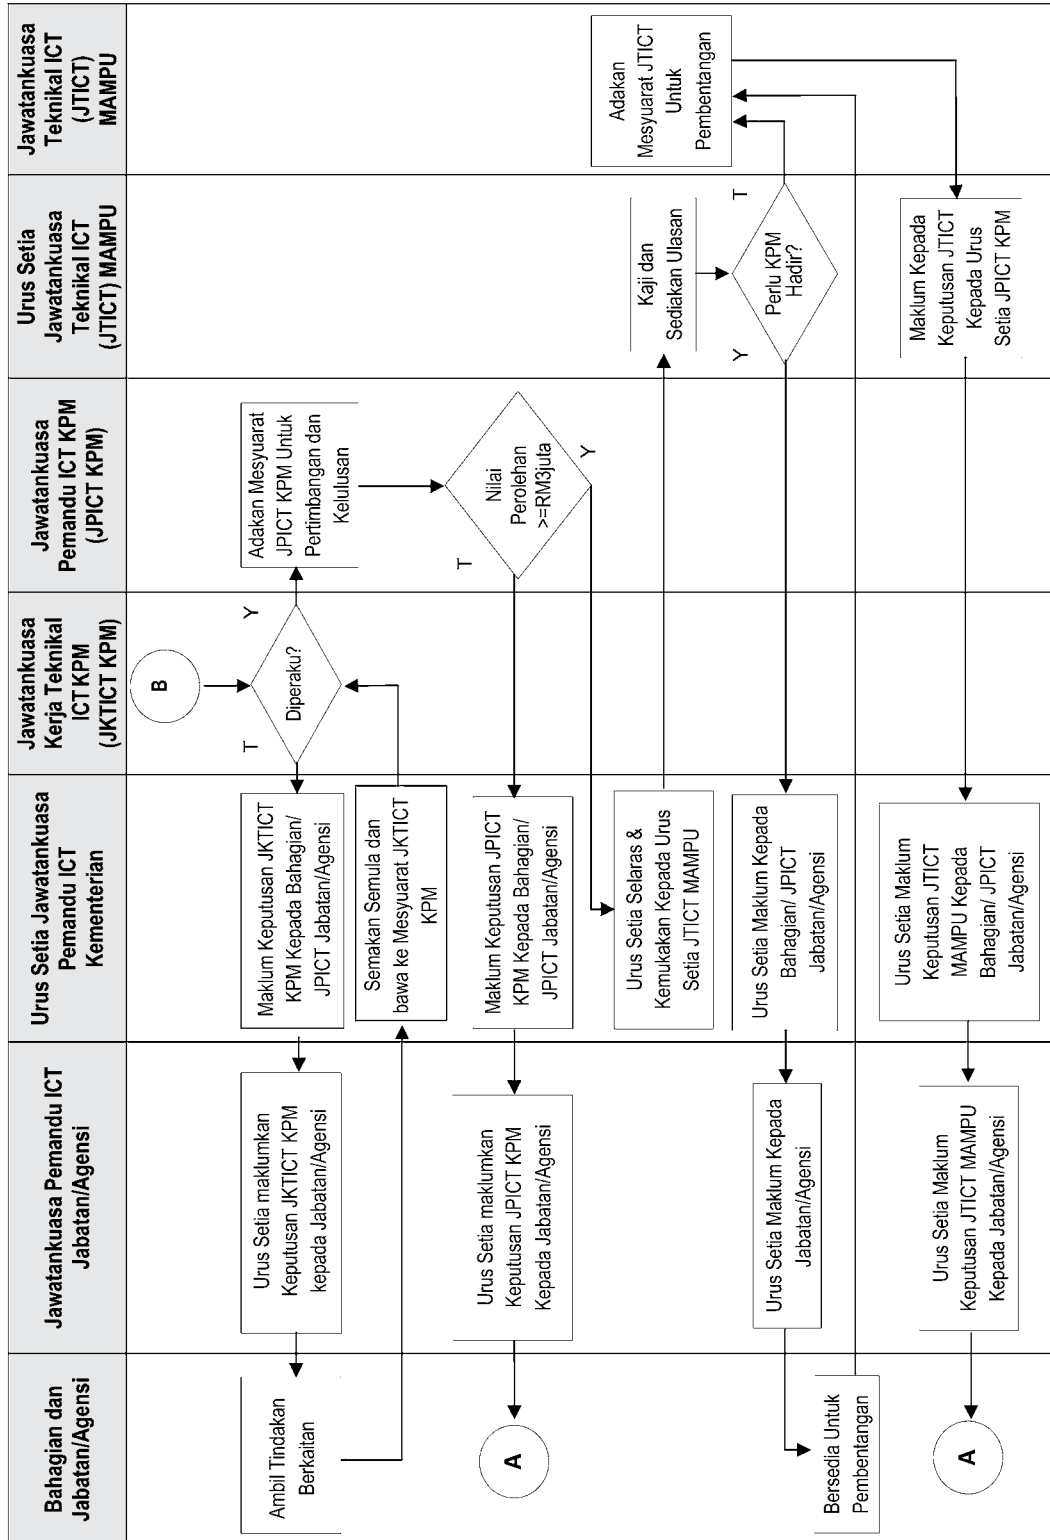 Bahagian dan
Jabatan/Agensi
Jawatankuasa Pemandu ICT
Jabatan/Agensi
Urus Setia Jawatankuasa
Pemandu ICT
Kementerian
Jawatankuasa
Kerja Teknikal
ICT KPM
(JKTICT KPM)
Jawatankuasa
Pemandu ICT KPM
(JPICT KPM)
Urus Setia
Jawatankuasa
Teknikal ICT
(JTICT) MAMPU
Jawatankuasa
Teknikal ICT
(JTICT)
MAMPU
B
Diperaku?
T
Y
Adakan Mesyuarat
JPICT KPM Untuk
Pertimbangan dan
Kelulusan
Maklum Keputusan JKTICT
KPM Kepada Bahagian/
JPICT Jabatan/Agensi
Urus Setia maklumkan
Keputusan JKTICT KPM
kepada Jabatan/Agensi
Ambil Tindakan
Berkaitan
Semakan Semula dan
bawa ke Mesyuarat JKTICT
KPM
Nilai
Perolehan
>=RM3juta
T
Y
Maklum Keputusan JPICT
KPM Kepada Bahagian/
JPICT Jabatan/Agensi
Urus Setia maklumkan
Keputusan JPICT KPM
Kepada Jabatan/Agensi
A
Urus Setia Selaras &
Kemukakan Kepada Urus
Setia JTICT MAMPU
Kaji dan
Sediakan Ulasan
Perlu KPM
Hadir?
Y
T
Adakan
Mesyuarat JTICT
Untuk
Pembentangan
Urus Setia Maklum Kepada
Bahagian/ JPICT
Jabatan/Agensi
Urus Setia Maklum Kepada
Jabatan/Agensi
Bersedia Untuk
Pembentangan
Maklum Kepada
Keputusan JTICT
Kepada Urus
Setia JPICT KPM
Urus Setia Maklum
Keputusan JTICT
MAMPU Kepada
Bahagian/ JPICT
Jabatan/Agensi
Urus Setia Maklum
Keputusan JTICT MAMPU
Kepada Jabatan/Agensi
A